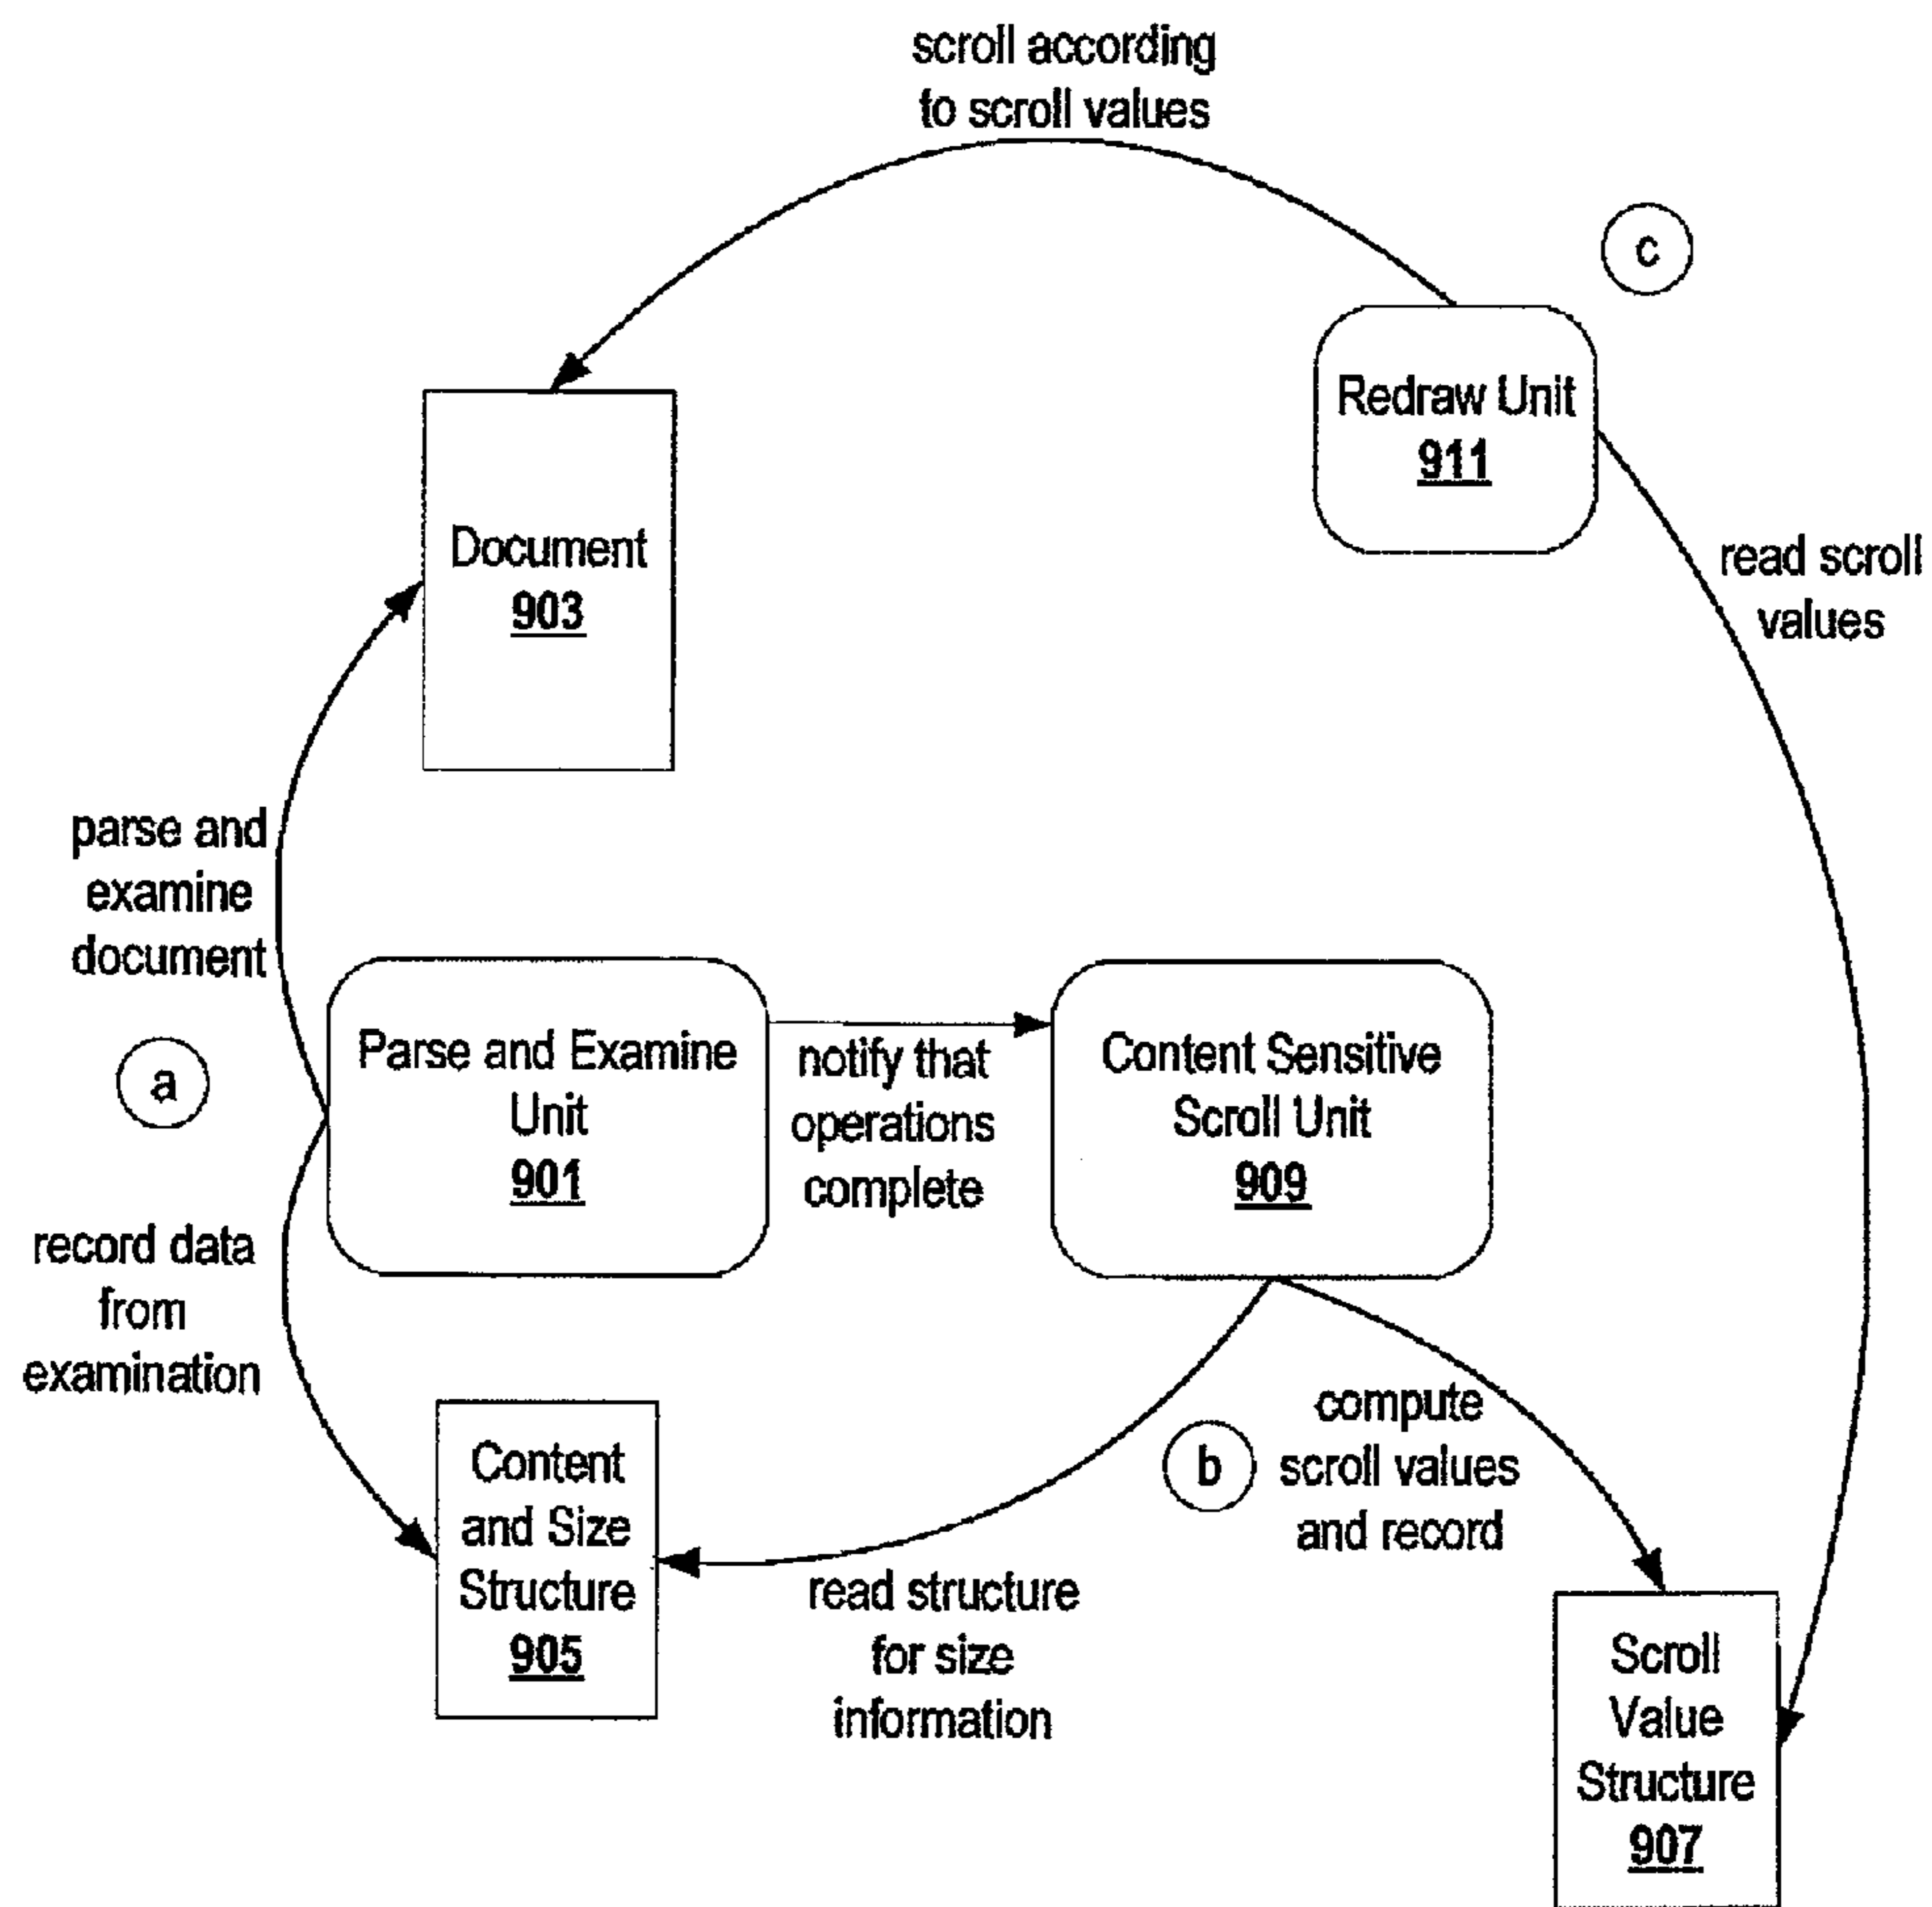 scroll according
to scroll values
c
Redraw Unit
911
read scroll
values
Document
903
parse and
examine
document
a
Parse and Examine
Unit
901
notify that
operations
complete
Content Sensitive
Scroll Unit
909
record data
from
examination
Content
and Size
Structure
905
b
compute
scroll values
and record
read structure
for size
information
Scroll
Value
Structure
907